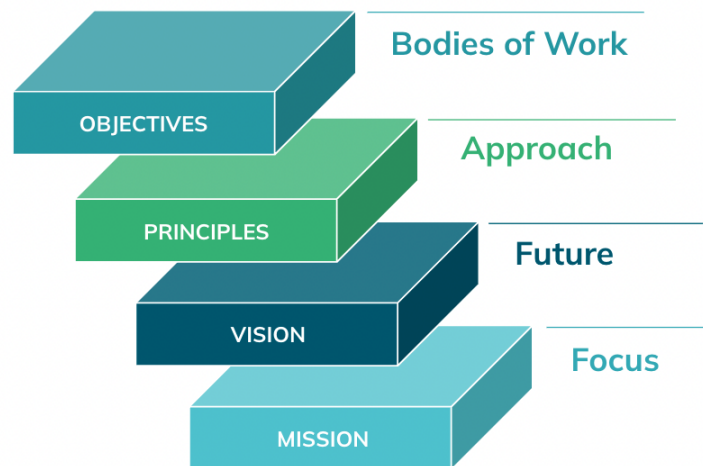 Bodies of Work
OBJECTIVES
Approach
PRINCIPLES
Future
VISION
Focus
MISSION